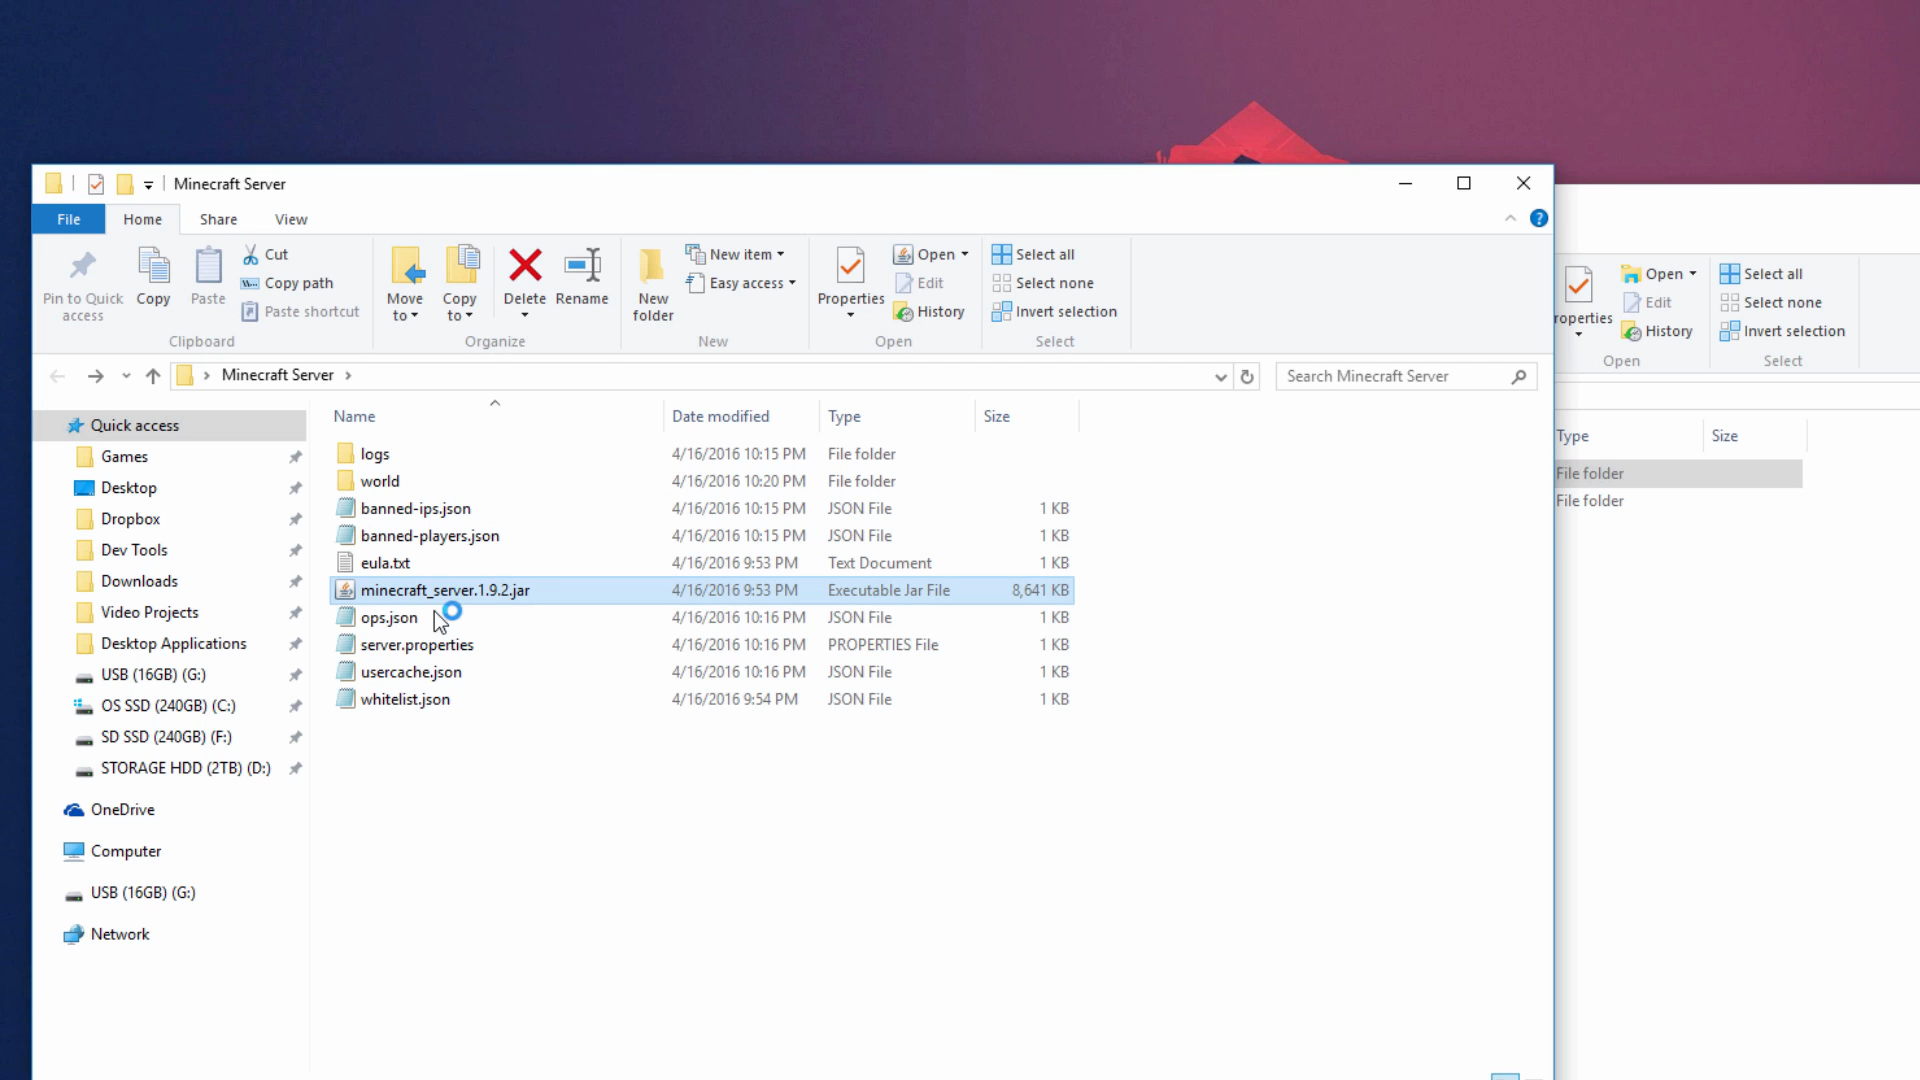 Minecraft Server
File Home Share View
Pin to Quick access
Copy
Paste
Cut
Copy path
Paste shortcut
Clipboard
Move to
Copy to
Delete
Rename
Organize
New folder
New item
Easy access
New
Properties
Open
Edit
History
Open
Select all
Select none
Invert selection
Select
roperties
Open
Edit
History
Open
Select all
Select none
Invert selection
Select
Minecraft Server
Search Minecraft Server
Quick access
Games
Desktop
Dropbox
Dev Tools
Downloads
Video Projects
Desktop Applications
USB (16GB) (G:)
OS SSD (240GB) (C:)
SD SSD (240GB) (F:)
STORAGE HDD (2TB) (D:)
OneDrive
Computer
USB (16GB) (G:)
Network
Name Date modified Type Size
logs 4/16/2016 10:15 PM File folder
world 4/16/2016 10:20 PM File folder
banned-ips.json 4/16/2016 10:15 PM JSON File 1 KB
banned-players.json 4/16/2016 10:15 PM JSON File 1 KB
eula.txt 4/16/2016 9:53 PM Text Document 1 KB
minecraft_server.1.9.2.jar 4/16/2016 9:53 PM Executable Jar File 8,641 KB
ops.json 4/16/2016 10:16 PM JSON File 1 KB
server.properties 4/16/2016 10:16 PM PROPERTIES File 1 KB
usercache.json 4/16/2016 10:16 PM JSON File 1 KB
whitelist.json 4/16/2016 9:54 PM JSON File 1 KB
Type Size
File folder
File folder